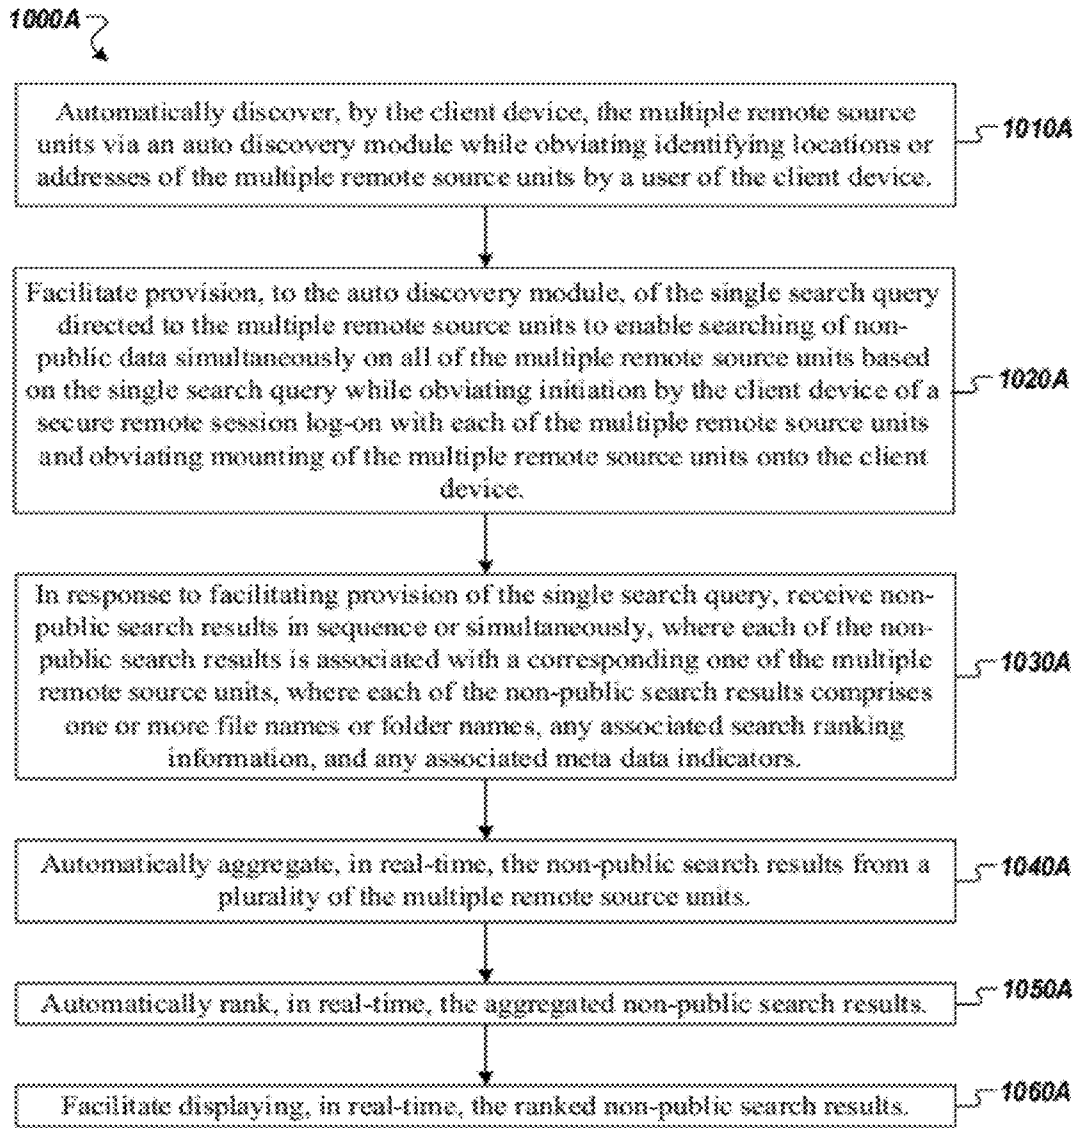 1000A
Automatically discover, by the client device, the multiple remote source
units via an auto discovery module while obviating identifying locations or
addresses of the multiple remote source units by a user of the client device.
1010A
Facilitate provision, to the auto discovery module, of the single search query
directed to the multiple remote source units to enable searching of non-
public data simultaneously on all of the multiple remote source units based
on the single search query while obviating initiation by the client device of a
secure remote session log-on with each of the multiple remote source units
and obviating mounting of the multiple remote source units onto the client
device.
1020A
In response to facilitating provision of the single search query, receive non-
public search results in sequence or simultaneously, where each of the non-
public search results is associated with a corresponding one of the multiple
remote source units, where each of the non-public search results comprises
one or more file names or folder names, any associated search ranking
information, and any associated meta data indicators.
1030A
Automatically aggregate, in real-time, the non-public search results from a
plurality of the multiple remote source units.
1040A
Automatically rank, in real-time, the aggregated non-public search results.
1050A
Facilitate displaying, in real-time, the ranked non-public search results.
1060A